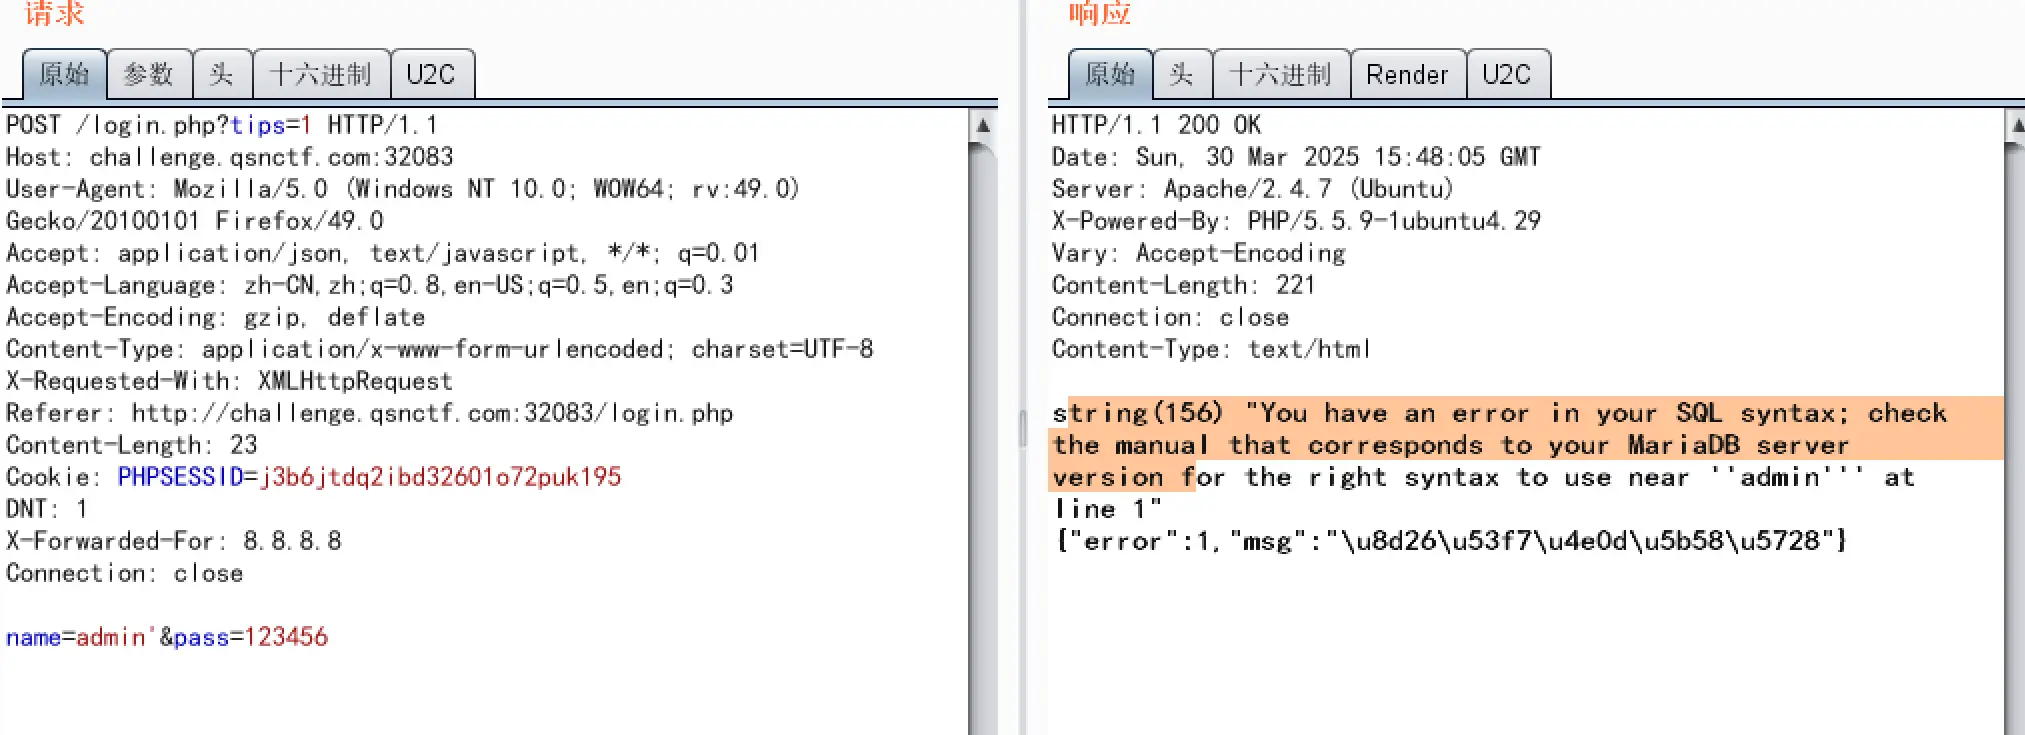 请求
原始 参数 头 十六进制 U2C
POST /login.php?tips=1 HTTP/1.1
Host: challenge.qsnctf.com:32083
User-Agent: Mozilla/5.0 (Windows NT 10.0; WOW64; rv:49.0)
Gecko/20100101 Firefox/49.0
Accept: application/json, text/javascript, */*; q=0.01
Accept-Language: zh-CN,zh;q=0.8,en-US;q=0.5,en;q=0.3
Accept-Encoding: gzip, deflate
Content-Type: application/x-www-form-urlencoded; charset=UTF-8
X-Requested-With: XMLHttpRequest
Referer: http://challenge.qsnctf.com:32083/login.php
Content-Length: 23
Cookie: PHPSESSID=j3b6jtdq2ibd32601o72puk195
DNT: 1
X-Forwarded-For: 8.8.8.8
Connection: close
name=admin'&pass=123456
响应
原始 头 十六进制 Render U2C
HTTP/1.1 200 OK
Date: Sun, 30 Mar 2025 15:48:05 GMT
Server: Apache/2.4.7 (Ubuntu)
X-Powered-By: PHP/5.5.9-1ubuntu4.29
Vary: Accept-Encoding
Content-Length: 221
Connection: close
Content-Type: text/html
string(156) "You have an error in your SQL syntax; check
the manual that corresponds to your MariaDB server
version for the right syntax to use near ''admin''' at
line 1"
{"error":1,"msg":"\u8d26\u53f7\u4e0d\u5b58\u5728"}